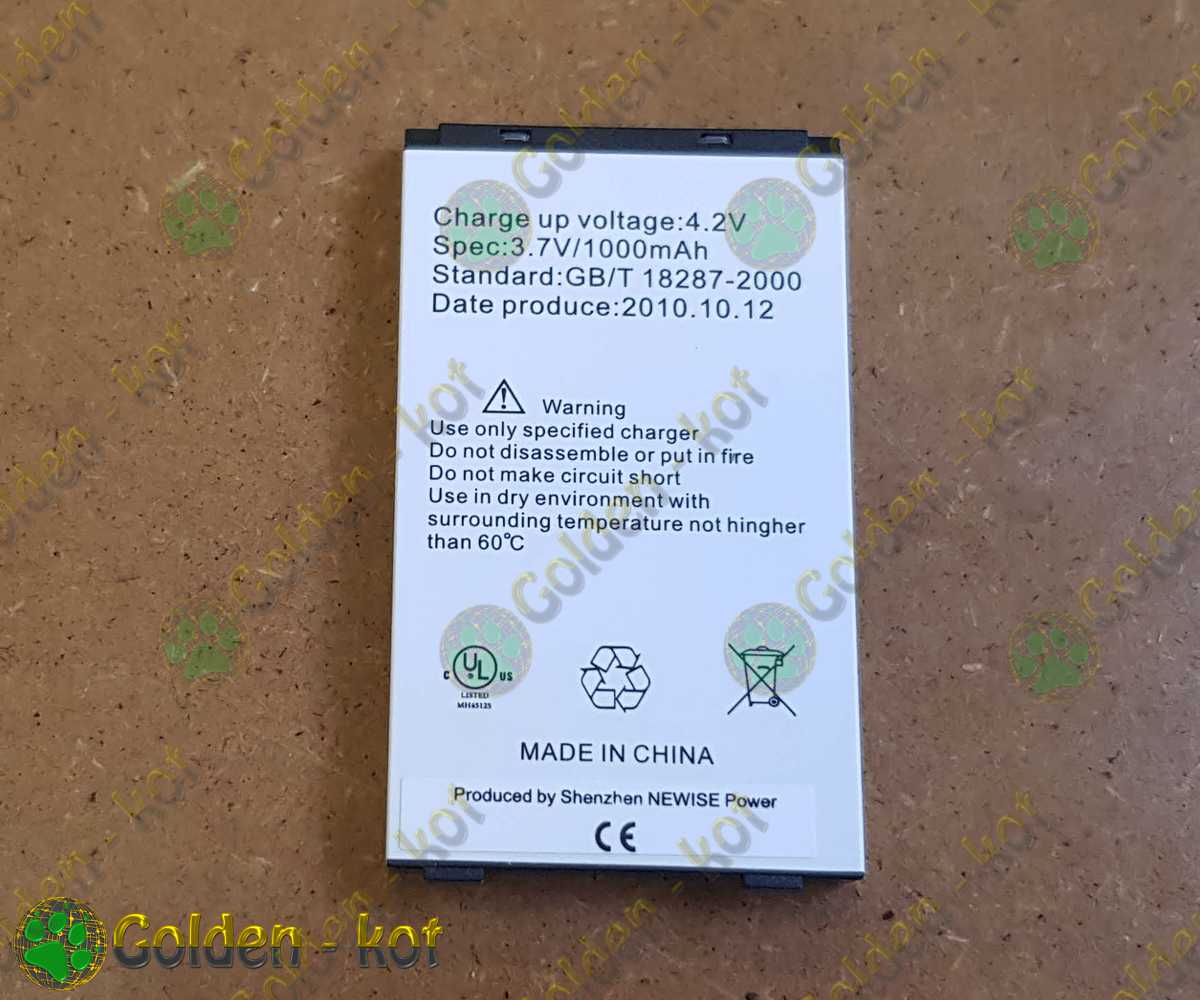 Charge up voltage:4.2V
Spec:3.7V/1000mAh
Standard:GB/T 18287-2000
Date produce:2010.10.12
Warning
Use only specified charger
Do not disassemble or put in fire
Do not make circuit short
Use in dry environment with
surrounding temperature not hingher
than 60℃
C UL US
LISTED
MH45125
MADE IN CHINA
Produced by Shenzhen NEWISE Power
CE
Golden - kot